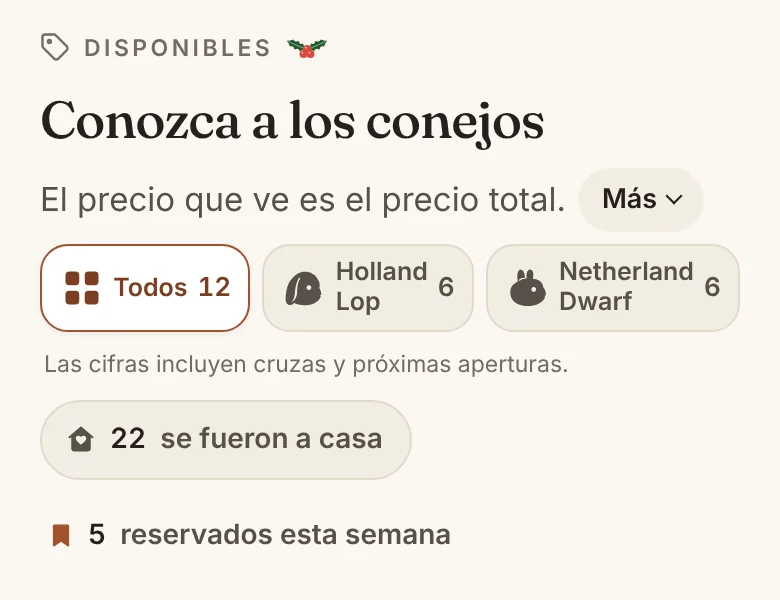 DISPONIBLES
Conozca a los conejos
El precio que ve es el precio total. Más
Todos 12
Holland Lop 6
Netherland Dwarf 6
Las cifras incluyen cruzas y próximas aperturas.
22 se fueron a casa
5 reservados esta semana